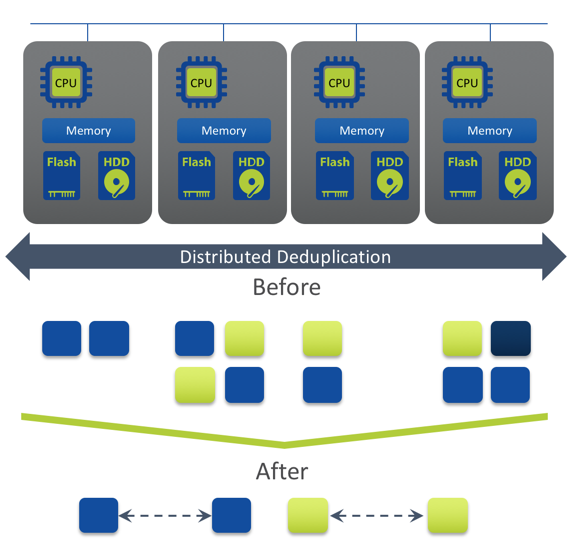 CPU CPU CPU CPU
Memory Memory Memory Memory
Flash HDD Flash HDD Flash HDD Flash HDD
Distributed Deduplication
Before
After